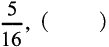 5/16, (    )